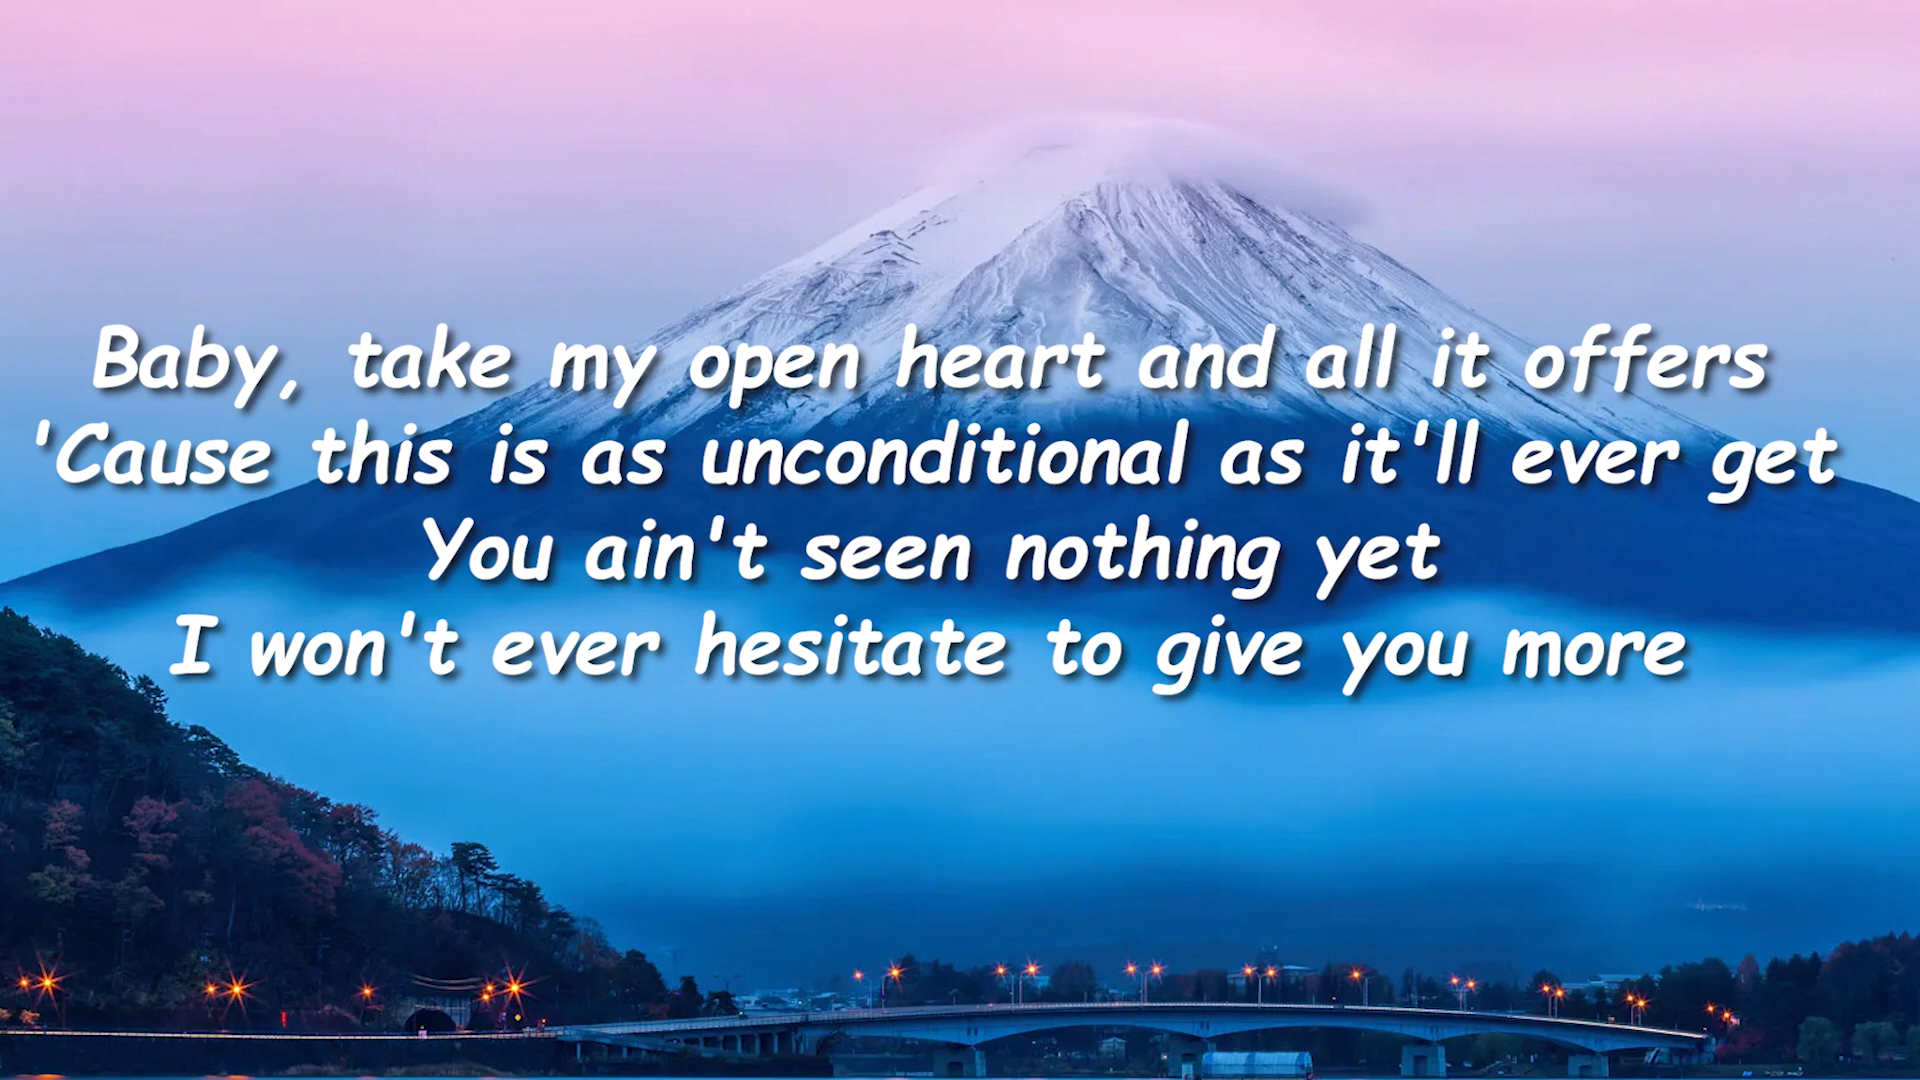 Baby, take my open heart and all it offers
'Cause this is as unconditional as it'll ever get
You ain't seen nothing yet
I won't ever hesitate to give you more